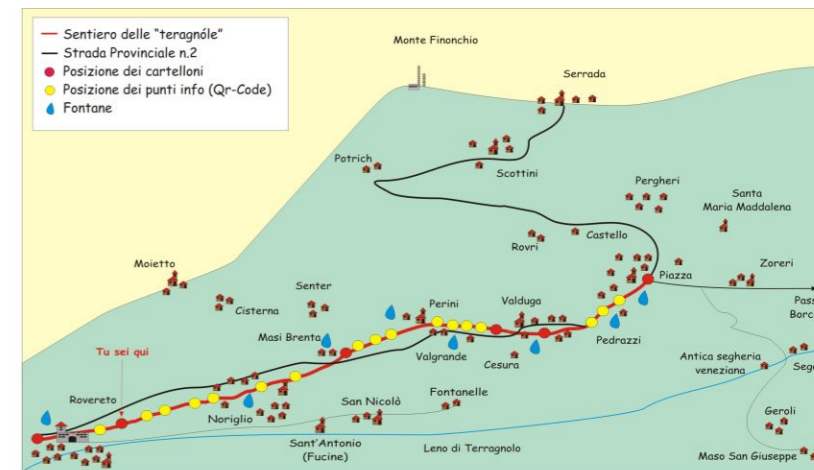 Sentiero delle “teragnóle”
Strada Provinciale n.2
Posizione dei cartelloni
Posizione dei punti info (Qr-Code)
Fontane
Monte Finonchio
Serrada
Potrich
Scottini
Pergheri
Santa
Maria Maddalena
Rovri
Castello
Moietto
Senter
Cisterna
Perini
Valduga
Piazza
Zoreri
Pass
Borc
Masi Brenta
Valgrande
Cesura
Pedrazzi
Tu sei qui
Antica segheria
veneziana
Seg
Rovereto
Noriglio
San Nicolò
Fontanelle
Geroli
Sant'Antonio
(Fucine)
Leno di Terragnolo
Maso San Giuseppe